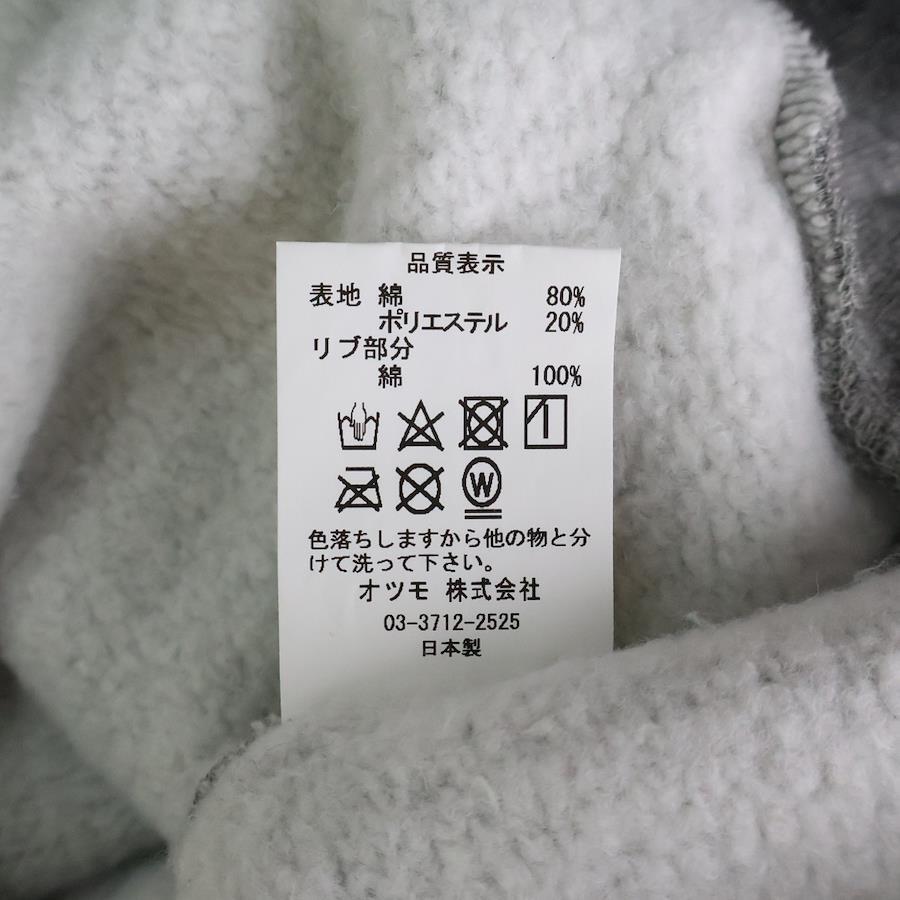 品質表示
表地 綿 80%
ポリエステル 20%
リブ部分
綿 100%
W
色落ちしますから他の物と分
けて洗って下さい。
オツモ 株式会社
03-3712-2525
日本製